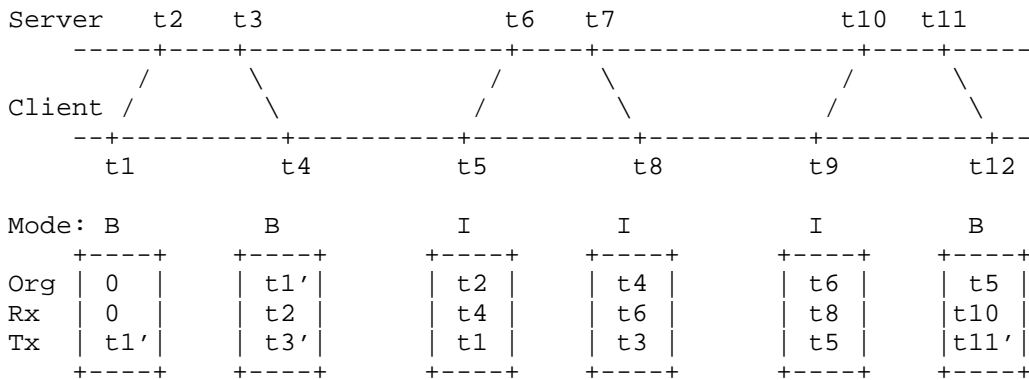 Server   t2   t3                 t6   t7                t10  t11
    -----+----+-----------------+----+-----------------+----+-----
        /      \               /      \               /      \
Client /        \             /        \             /        \
    --+----------+-----------+----------+-----------+----------+--
      t1         t4          t5         t8          t9        t12
Mode: B         B           I         I           I         B
    +----+    +----+      +----+    +----+      +----+    +----+
Org | 0  |    | t1’|      | t2 |    | t4 |      | t6 |    | t5 |
Rx  | 0  |    | t2 |      | t4 |    | t6 |      | t8 |    |t10 |
Tx  | t1’|    | t3’|      | t1 |    | t3 |      | t5 |    |t11’|
    +----+    +----+      +----+    +----+      +----+    +----+